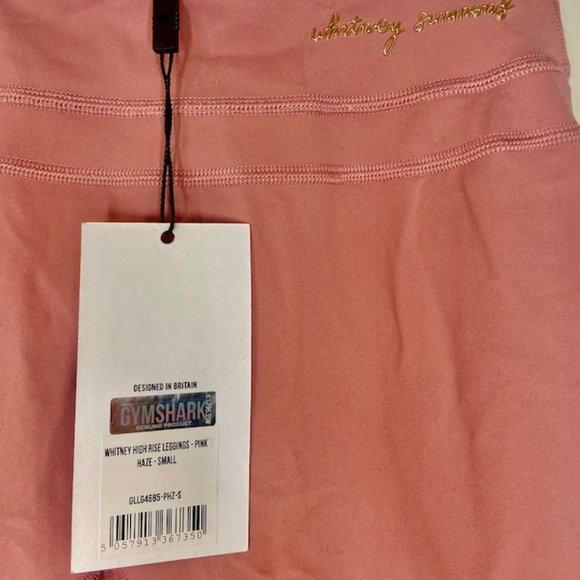 whitney simmons
DESIGNED IN BRITAIN
GYMSHARK
GENUINE PRODUCT
WHITNEY HIGH RISE LEGGINGS - PINK
HAZE - SMALL
GLLG4585-PHZ-S
5 057913 367350